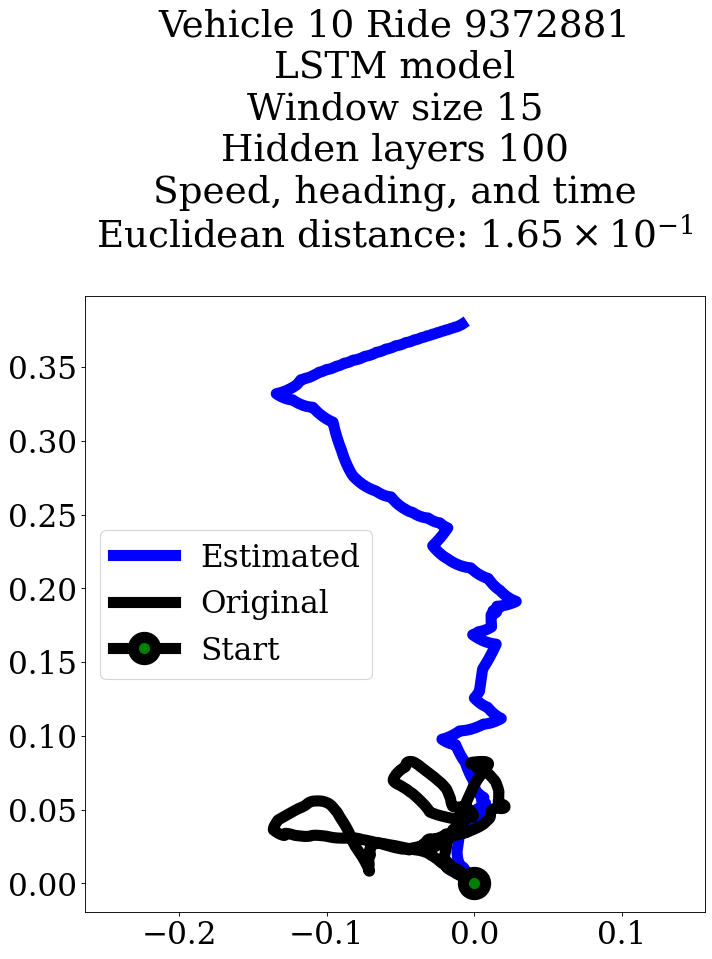 Vehicle 10 Ride 9372881
LSTM model
Window size 15
Hidden layers 100
Speed, heading, and time
Euclidean distance: 1.65 × 10⁻¹
0.35
0.30
0.25
0.20
0.15
0.10
0.05
0.00
Estimated
Original
Start
−0.2
−0.1
0.0
0.1